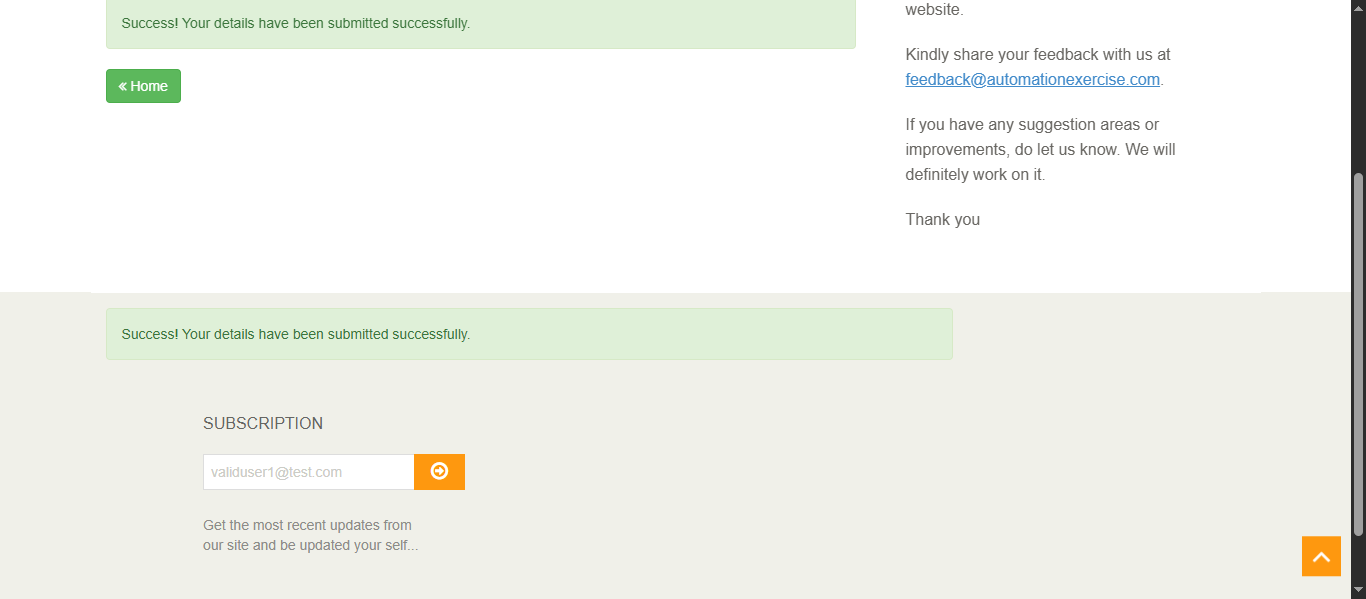 Success! Your details have been submitted successfully.
« Home
website.
Kindly share your feedback with us at
feedback@automationexercise.com.
If you have any suggestion areas or
improvements, do let us know. We will
definitely work on it.
Thank you
Success! Your details have been submitted successfully.
SUBSCRIPTION
validuser1@test.com
Get the most recent updates from
our site and be updated your self...